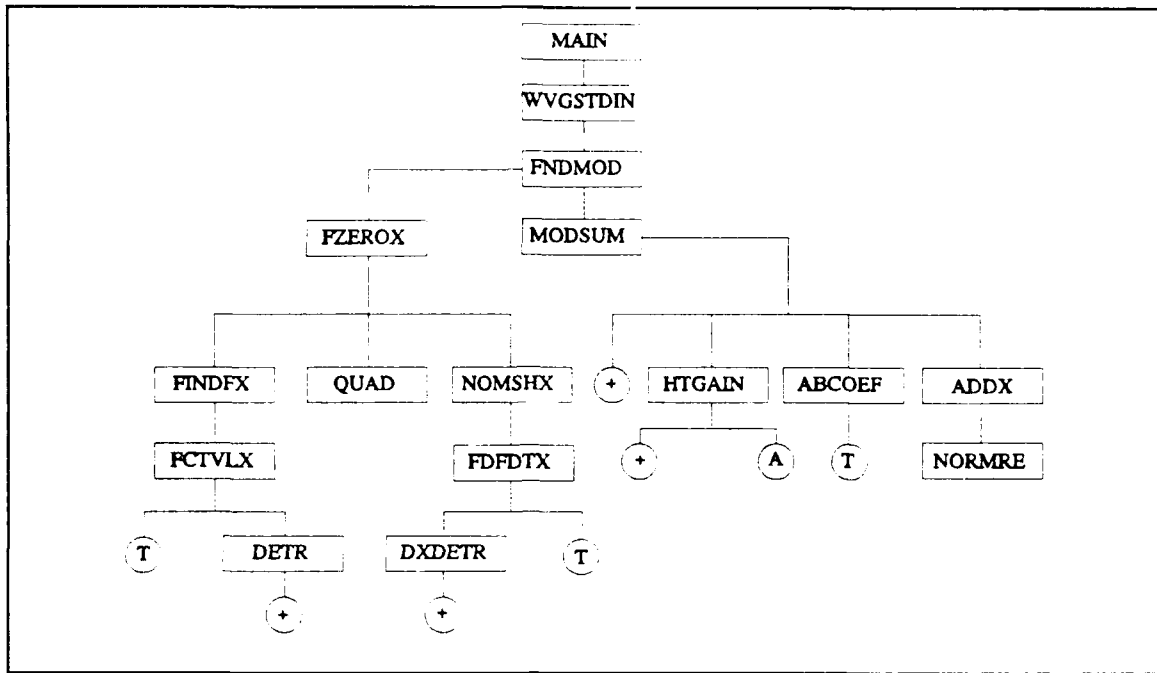 MAIN
WVGSTDIN
FNDMOD
FZEROX
MODSUM
FINDFX
QUAD
NOMSHX
+
HTGAIN
ABCOEF
ADDX
FCTVLX
FDFDTX
+
A
T
NORMRE
T
DETR
DXDETR
T
+
+